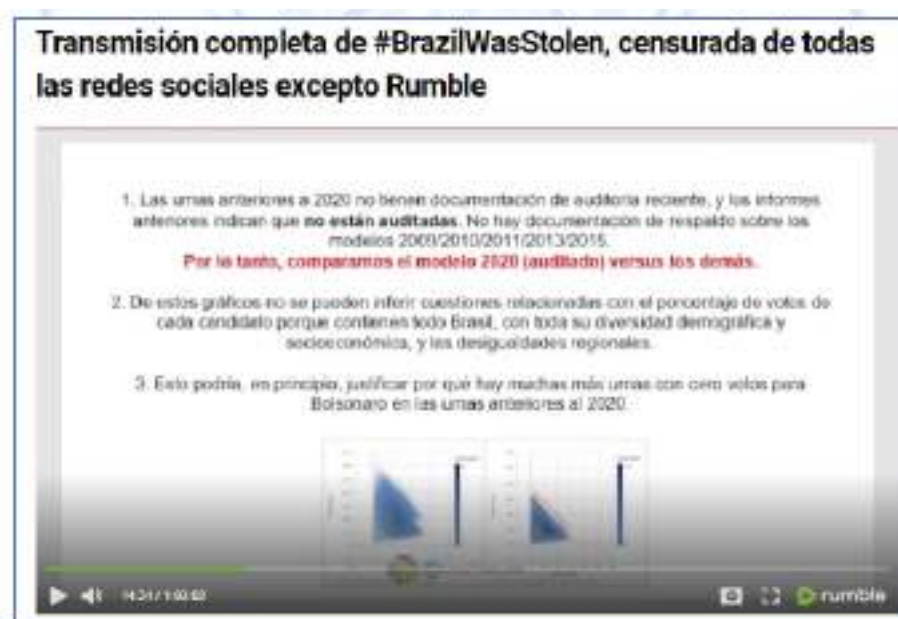 Transmisión completa de #BrazilWasStolen, censurada de todas
las redes sociales excepto Rumble
1. Las urnas anteriores a 2020 no tienen documentación de auditoría reciente, y los informes
anteriores indican que no están auditadas. No hay documentación de respaldo sobre los
modelos 2009/2010/2011/2013/2015.
Por lo tanto, comparamos el modelo 2020 (auditado) versus los demás.
2. De estos gráficos no se pueden inferir cuestiones relacionadas con el porcentaje de votos de
cada candidato porque contienen todo Brasil, con toda su diversidad demográfica y
socioeconómica, y las desigualdades regionales.
3. Esto podría, en principio, justificar por qué hay muchas más urnas con cero votos para
Bolsonaro en las urnas anteriores al 2020
rumble